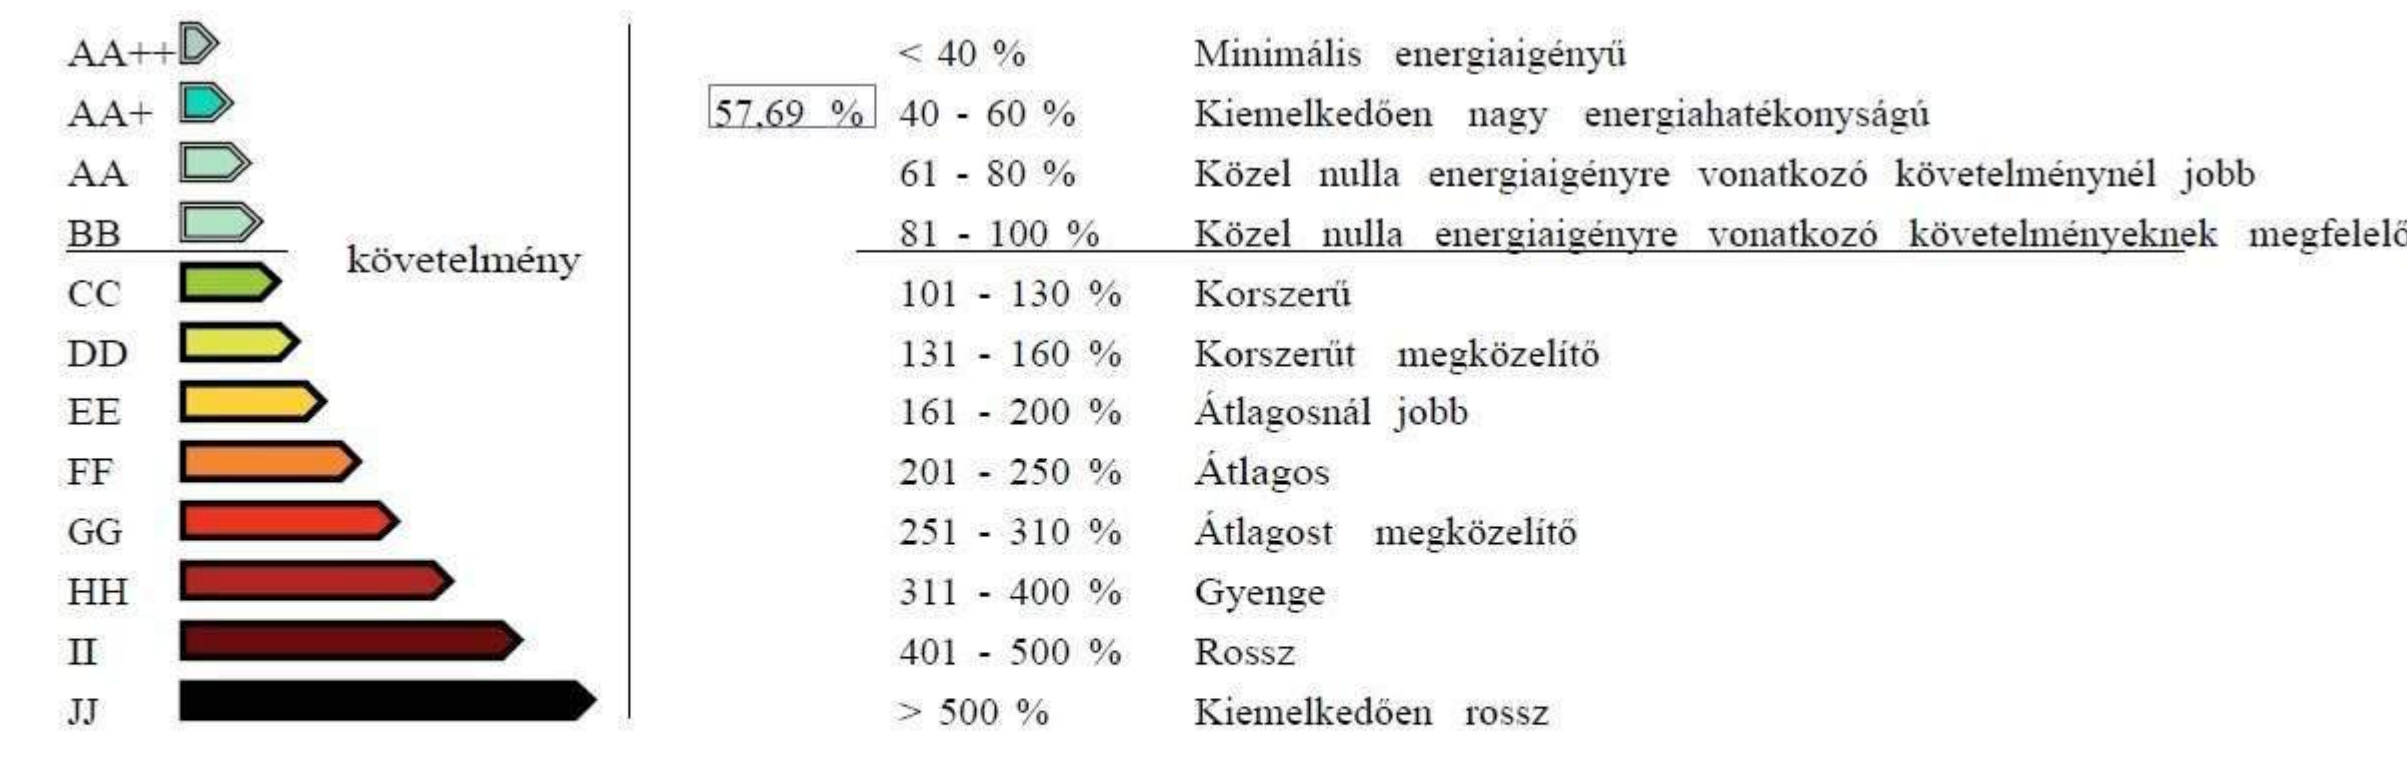 AA++ < 40 % Minimális energiaigényű
AA+ 57,69 % 40 - 60 % Kiemelkedően nagy energiahatékonyságú
AA 61 - 80 % Közel nulla energiaigényre vonatkozó követelménynél jobb
BB 81 - 100 % Közel nulla energiaigényre vonatkozó követelményeknek megfelelő
követelmény
CC 101 - 130 % Korszerű
DD 131 - 160 % Korszerűt megközelítő
EE 161 - 200 % Átlagosnál jobb
FF 201 - 250 % Átlagos
GG 251 - 310 % Átlagost megközelítő
HH 311 - 400 % Gyenge
II 401 - 500 % Rossz
JJ > 500 % Kiemelkedően rossz